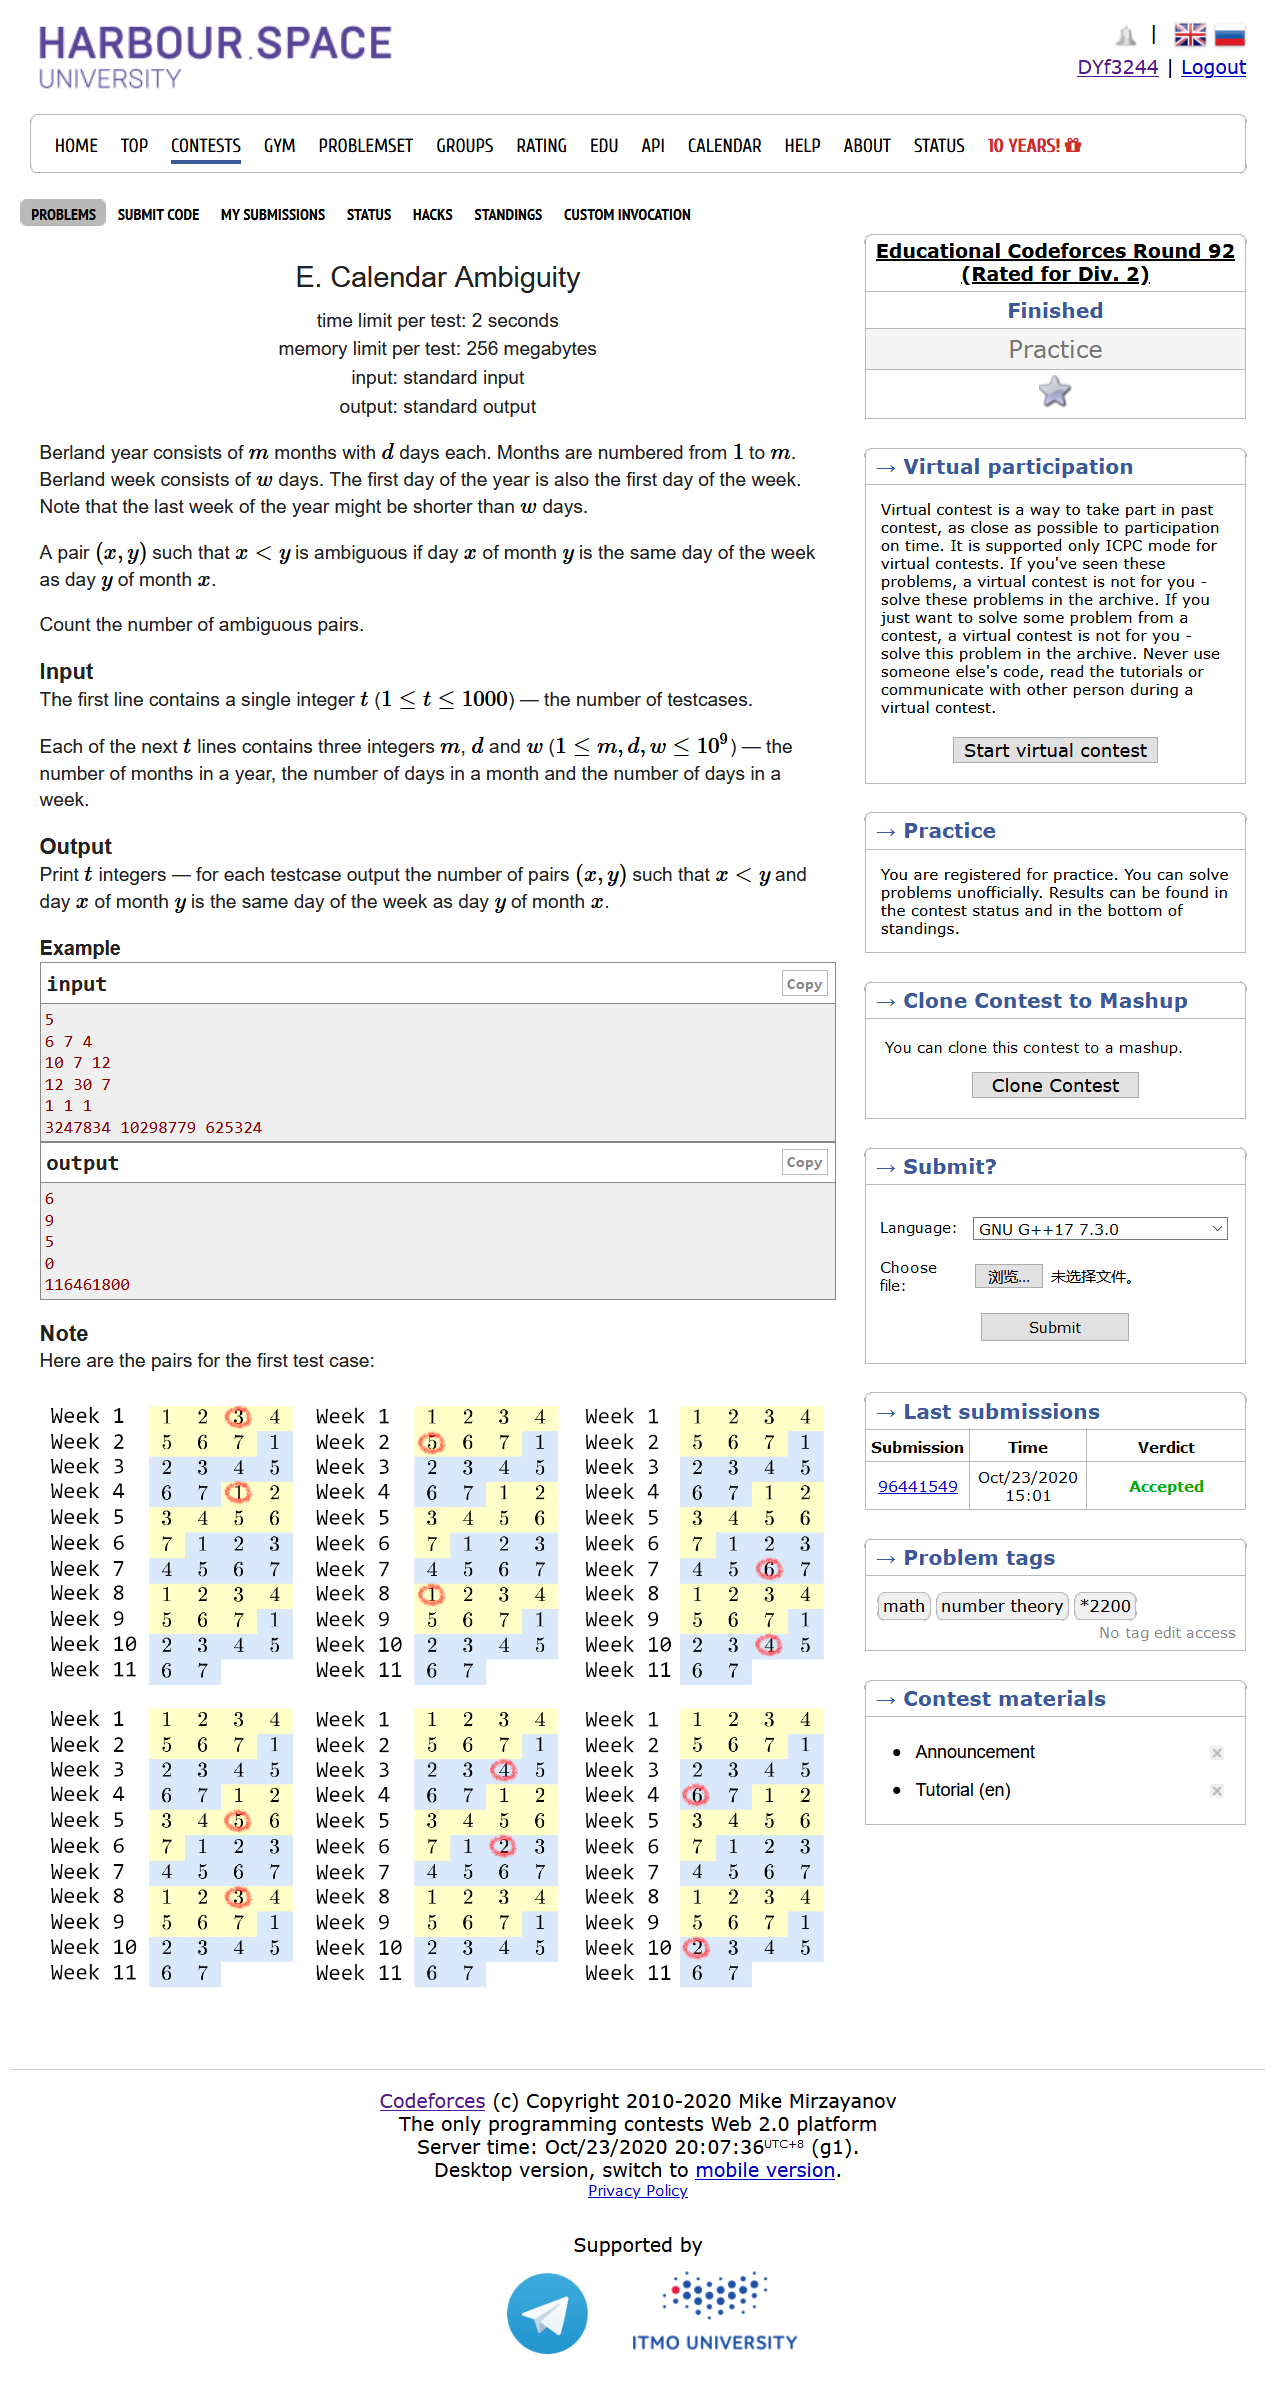 HARBOUR.SPACE
UNIVERSITY
|
DYf3244 | Logout
HOME TOP CONTESTS GYM PROBLEMSET GROUPS RATING EDU API CALENDAR HELP ABOUT STATUS 10 YEARS!
PROBLEMS SUBMIT CODE MY SUBMISSIONS STATUS HACKS STANDINGS CUSTOM INVOCATION
E. Calendar Ambiguity
time limit per test: 2 seconds
memory limit per test: 256 megabytes
input: standard input
output: standard output
Berland year consists of m months with d days each. Months are numbered from 1 to m.
Berland week consists of w days. The first day of the year is also the first day of the week.
Note that the last week of the year might be shorter than w days.
A pair (x, y) such that x < y is ambiguous if day x of month y is the same day of the week
as day y of month x.
Count the number of ambiguous pairs.
Input
The first line contains a single integer t (1 ≤ t ≤ 1000) — the number of testcases.
Each of the next t lines contains three integers m, d and w (1 ≤ m, d, w ≤ 10⁹) — the
number of months in a year, the number of days in a month and the number of days in a
week.
Output
Print t integers — for each testcase output the number of pairs (x, y) such that x < y and
day x of month y is the same day of the week as day y of month x.
Example
input Copy
5
6 7 4
10 7 12
12 30 7
1 1 1
3247834 10298779 625324
output Copy
6
9
5
0
116461800
Note
Here are the pairs for the first test case:
Week 1 1 2 3 4 Week 1 1 2 3 4 Week 1 1 2 3 4
Week 2 5 6 7 1 Week 2 5 6 7 1 Week 2 5 6 7 1
Week 3 2 3 4 5 Week 3 2 3 4 5 Week 3 2 3 4 5
Week 4 6 7 1 2 Week 4 6 7 1 2 Week 4 6 7 1 2
Week 5 3 4 5 6 Week 5 3 4 5 6 Week 5 3 4 5 6
Week 6 7 1 2 3 Week 6 7 1 2 3 Week 6 7 1 2 3
Week 7 4 5 6 7 Week 7 4 5 6 7 Week 7 4 5 6 7
Week 8 1 2 3 4 Week 8 1 2 3 4 Week 8 1 2 3 4
Week 9 5 6 7 1 Week 9 5 6 7 1 Week 9 5 6 7 1
Week 10 2 3 4 5 Week 10 2 3 4 5 Week 10 2 3 4 5
Week 11 6 7 Week 11 6 7 Week 11 6 7
Week 1 1 2 3 4 Week 1 1 2 3 4 Week 1 1 2 3 4
Week 2 5 6 7 1 Week 2 5 6 7 1 Week 2 5 6 7 1
Week 3 2 3 4 5 Week 3 2 3 4 5 Week 3 2 3 4 5
Week 4 6 7 1 2 Week 4 6 7 1 2 Week 4 6 7 1 2
Week 5 3 4 5 6 Week 5 3 4 5 6 Week 5 3 4 5 6
Week 6 7 1 2 3 Week 6 7 1 2 3 Week 6 7 1 2 3
Week 7 4 5 6 7 Week 7 4 5 6 7 Week 7 4 5 6 7
Week 8 1 2 3 4 Week 8 1 2 3 4 Week 8 1 2 3 4
Week 9 5 6 7 1 Week 9 5 6 7 1 Week 9 5 6 7 1
Week 10 2 3 4 5 Week 10 2 3 4 5 Week 10 2 3 4 5
Week 11 6 7 Week 11 6 7 Week 11 6 7
Educational Codeforces Round 92
(Rated for Div. 2)
Finished
Practice
→ Virtual participation
Virtual contest is a way to take part in past
contest, as close as possible to participation
on time. It is supported only ICPC mode for
virtual contests. If you've seen these
problems, a virtual contest is not for you -
solve these problems in the archive. If you
just want to solve some problem from a
contest, a virtual contest is not for you -
solve this problem in the archive. Never use
someone else's code, read the tutorials or
communicate with other person during a
virtual contest.
Start virtual contest
→ Practice
You are registered for practice. You can solve
problems unofficially. Results can be found in
the contest status and in the bottom of
standings.
→ Clone Contest to Mashup
You can clone this contest to a mashup.
Clone Contest
→ Submit?
Language: GNU G++17 7.3.0
Choose
file: 浏览... 未选择文件。
Submit
→ Last submissions
Submission Time Verdict
96441549 Oct/23/2020
15:01 Accepted
→ Problem tags
math number theory *2200
No tag edit access
→ Contest materials
Announcement
Tutorial (en)
Codeforces (c) Copyright 2010-2020 Mike Mirzayanov
The only programming contests Web 2.0 platform
Server time: Oct/23/2020 20:07:36 UTC+8 (g1).
Desktop version, switch to mobile version.
Privacy Policy
Supported by
ITMO UNIVERSITY